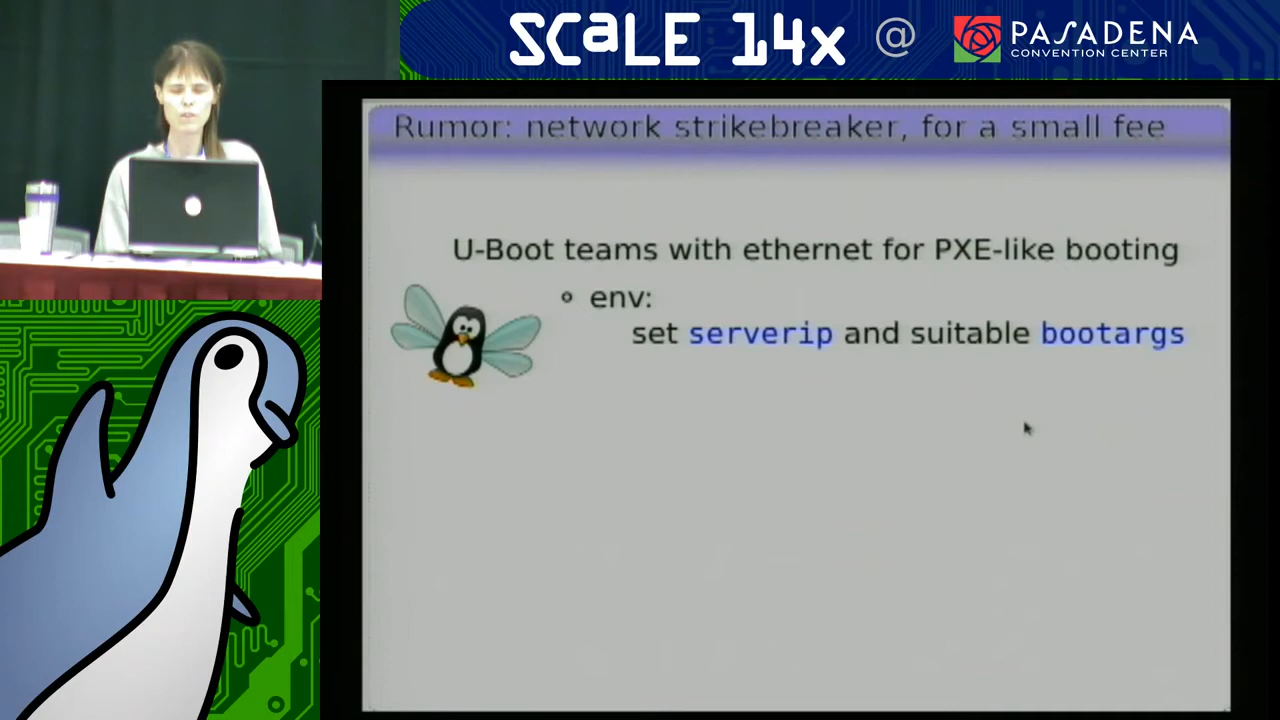 SCaLE 14x @ PASADENA
CONVENTION CENTER
Rumor: network strikebreaker, for a small fee
U-Boot teams with ethernet for PXE-like booting
env:
set serverip and suitable bootargs